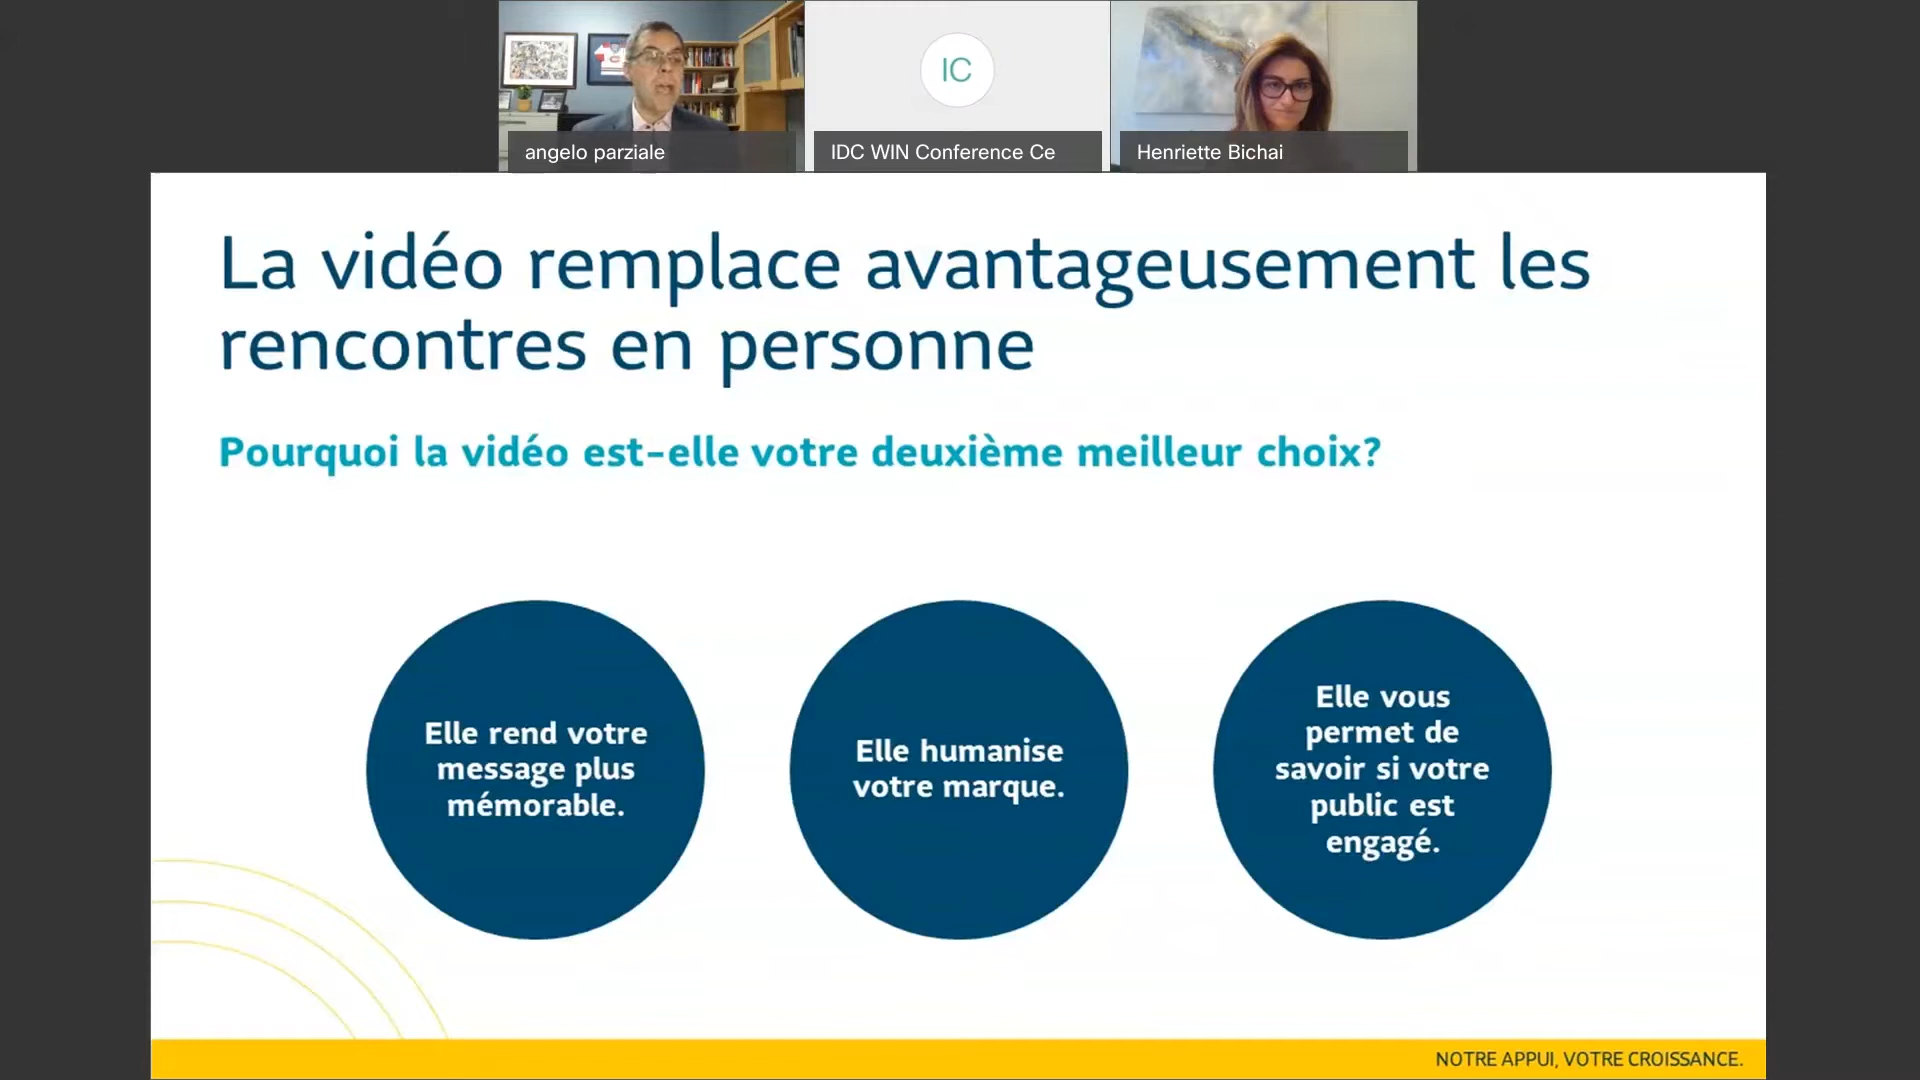 angelo parziale
IC
IDC WIN Conference Ce
Henriette Bichai
La vidéo remplace avantageusement les
rencontres en personne
Pourquoi la vidéo est-elle votre deuxième meilleur choix?
Elle rend votre
message plus
mémorable.
Elle humanise
votre marque.
Elle vous
permet de
savoir si votre
public est
engagé.
NOTRE APPUI, VOTRE CROISSANCE.